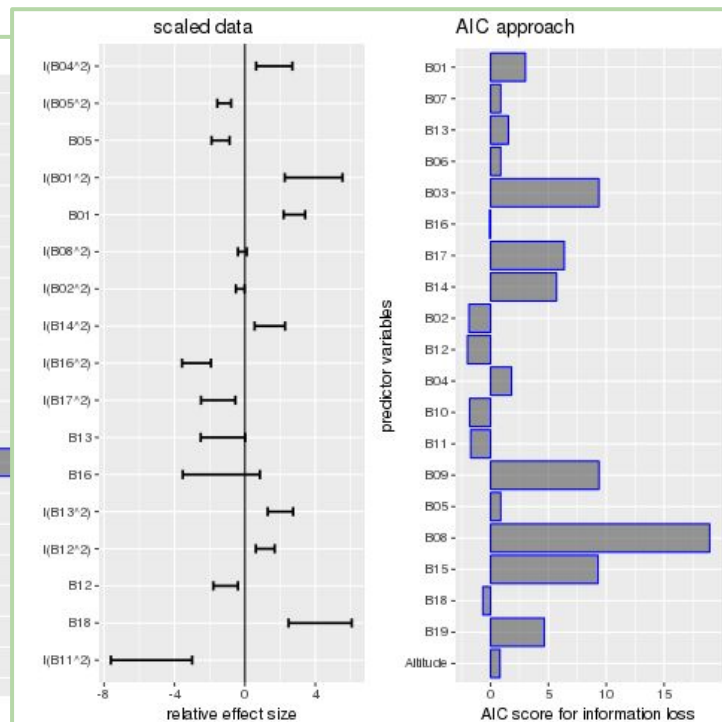 scaled data
I(B04^2)
I(B05^2)
B05
I(B01^2)
B01
I(B08^2)
I(B02^2)
I(B14^2)
I(B16^2)
I(B17^2)
B13
B16
I(B13^2)
I(B12^2)
B12
B18
I(B11^2)
-8 -4 0 4
relative effect size
AIC approach
predictor variables
B01
B07
B13
B06
B03
B16
B17
B14
B02
B12
B04
B10
B11
B09
B05
B08
B15
B18
B19
Altitude
0 5 10 15
AIC score for information loss